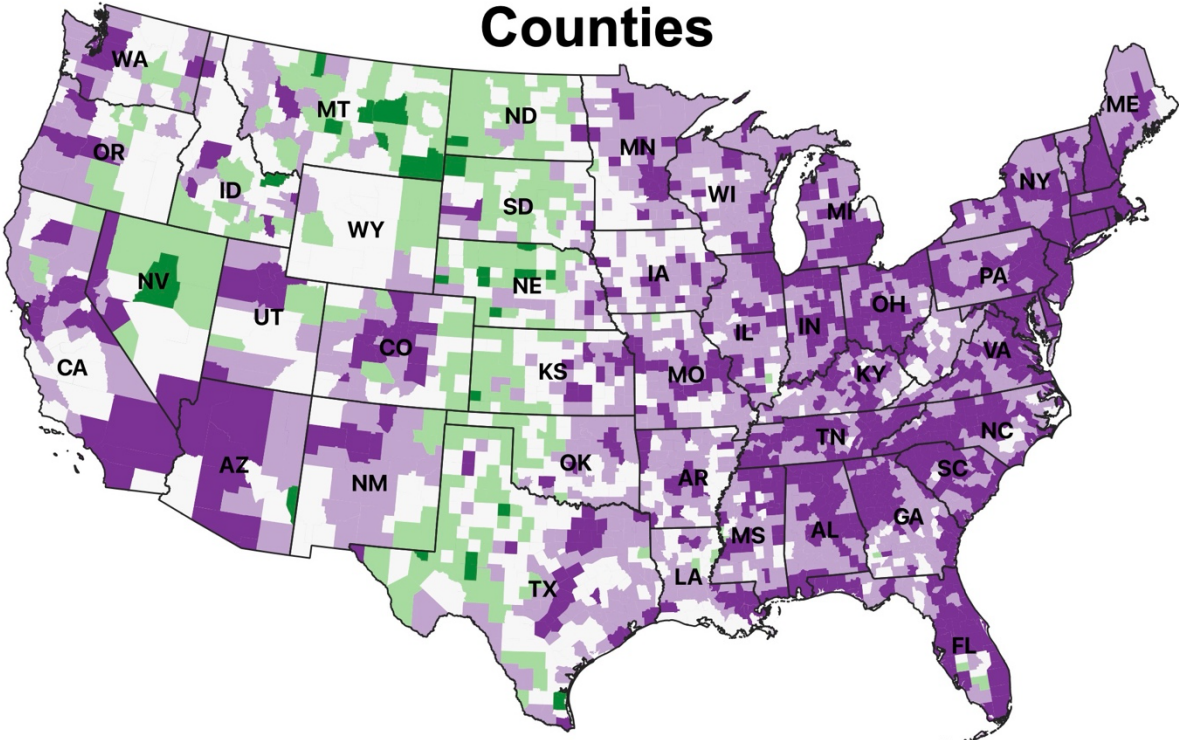 Counties
WA
MT
ND
ME
MN
OR
ID
SD
WI
MI
NY
WY
NV
NE
IA
PA
UT
CO
IL
IN
OH
CA
KS
MO
KY
VA
AZ
NM
OK
AR
TN
NC
SC
MS
AL
GA
TX
LA
FL